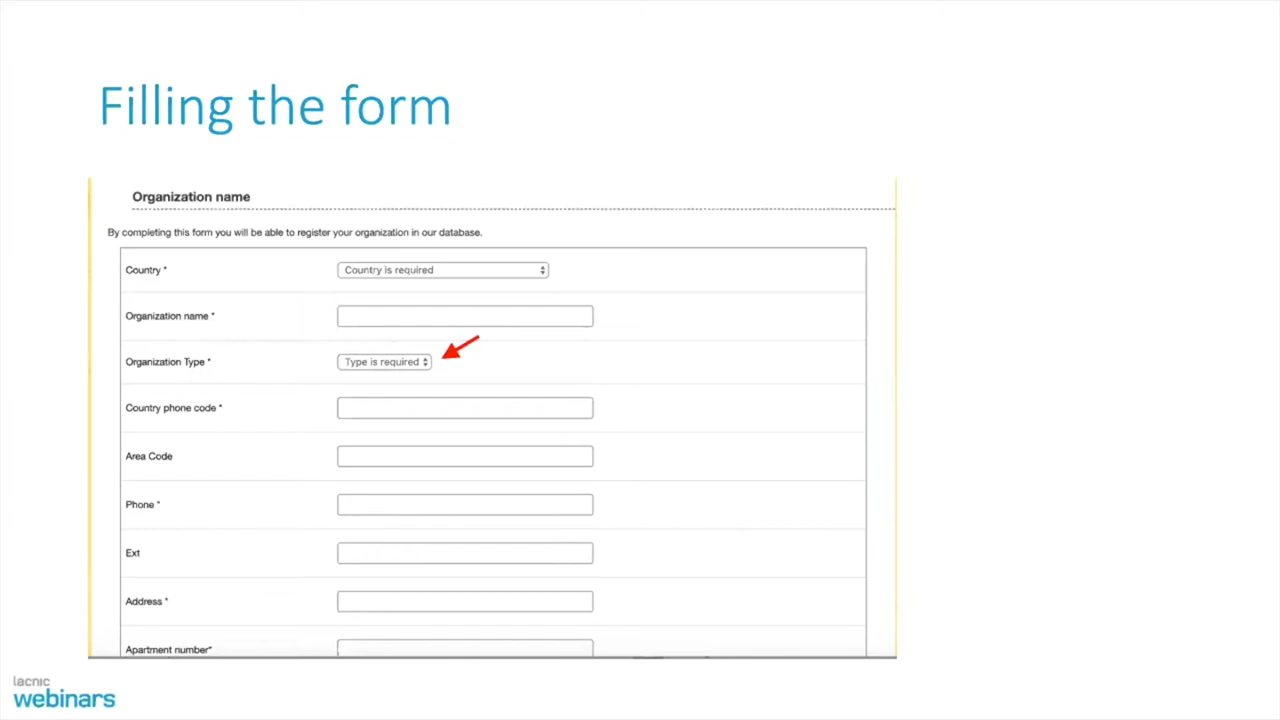 Filling the form
Organization name
By completing this form you will be able to register your organization in our database.
Country * Country is required
Organization name *
Organization Type * Type is required
Country phone code *
Area Code
Phone *
Ext
Address *
Apartment number*
lacnic
webinars